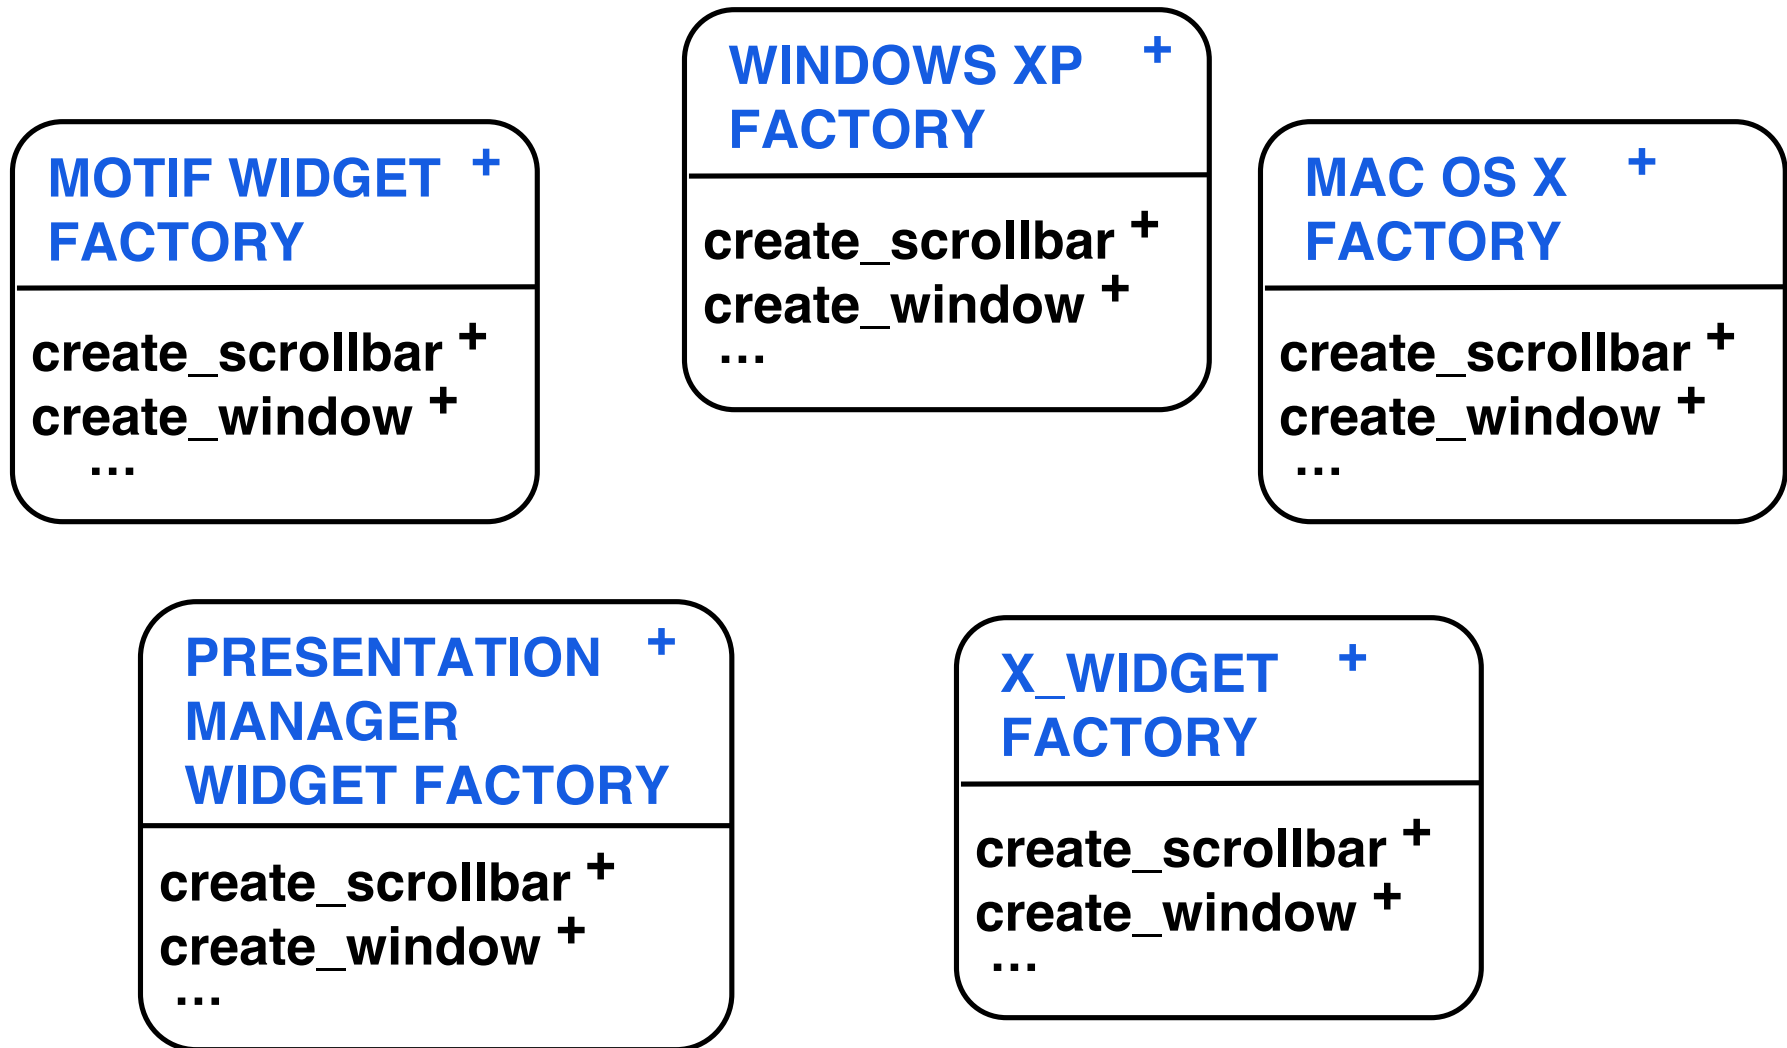 WINDOWS XP +
FACTORY
create_scrollbar +
create_window +
...
MOTIF WIDGET +
FACTORY
create_scrollbar +
create_window +
...
MAC OS X +
FACTORY
create_scrollbar +
create_window +
...
PRESENTATION +
MANAGER
WIDGET FACTORY
create_scrollbar +
create_window +
...
X_WIDGET +
FACTORY
create_scrollbar +
create_window +
...